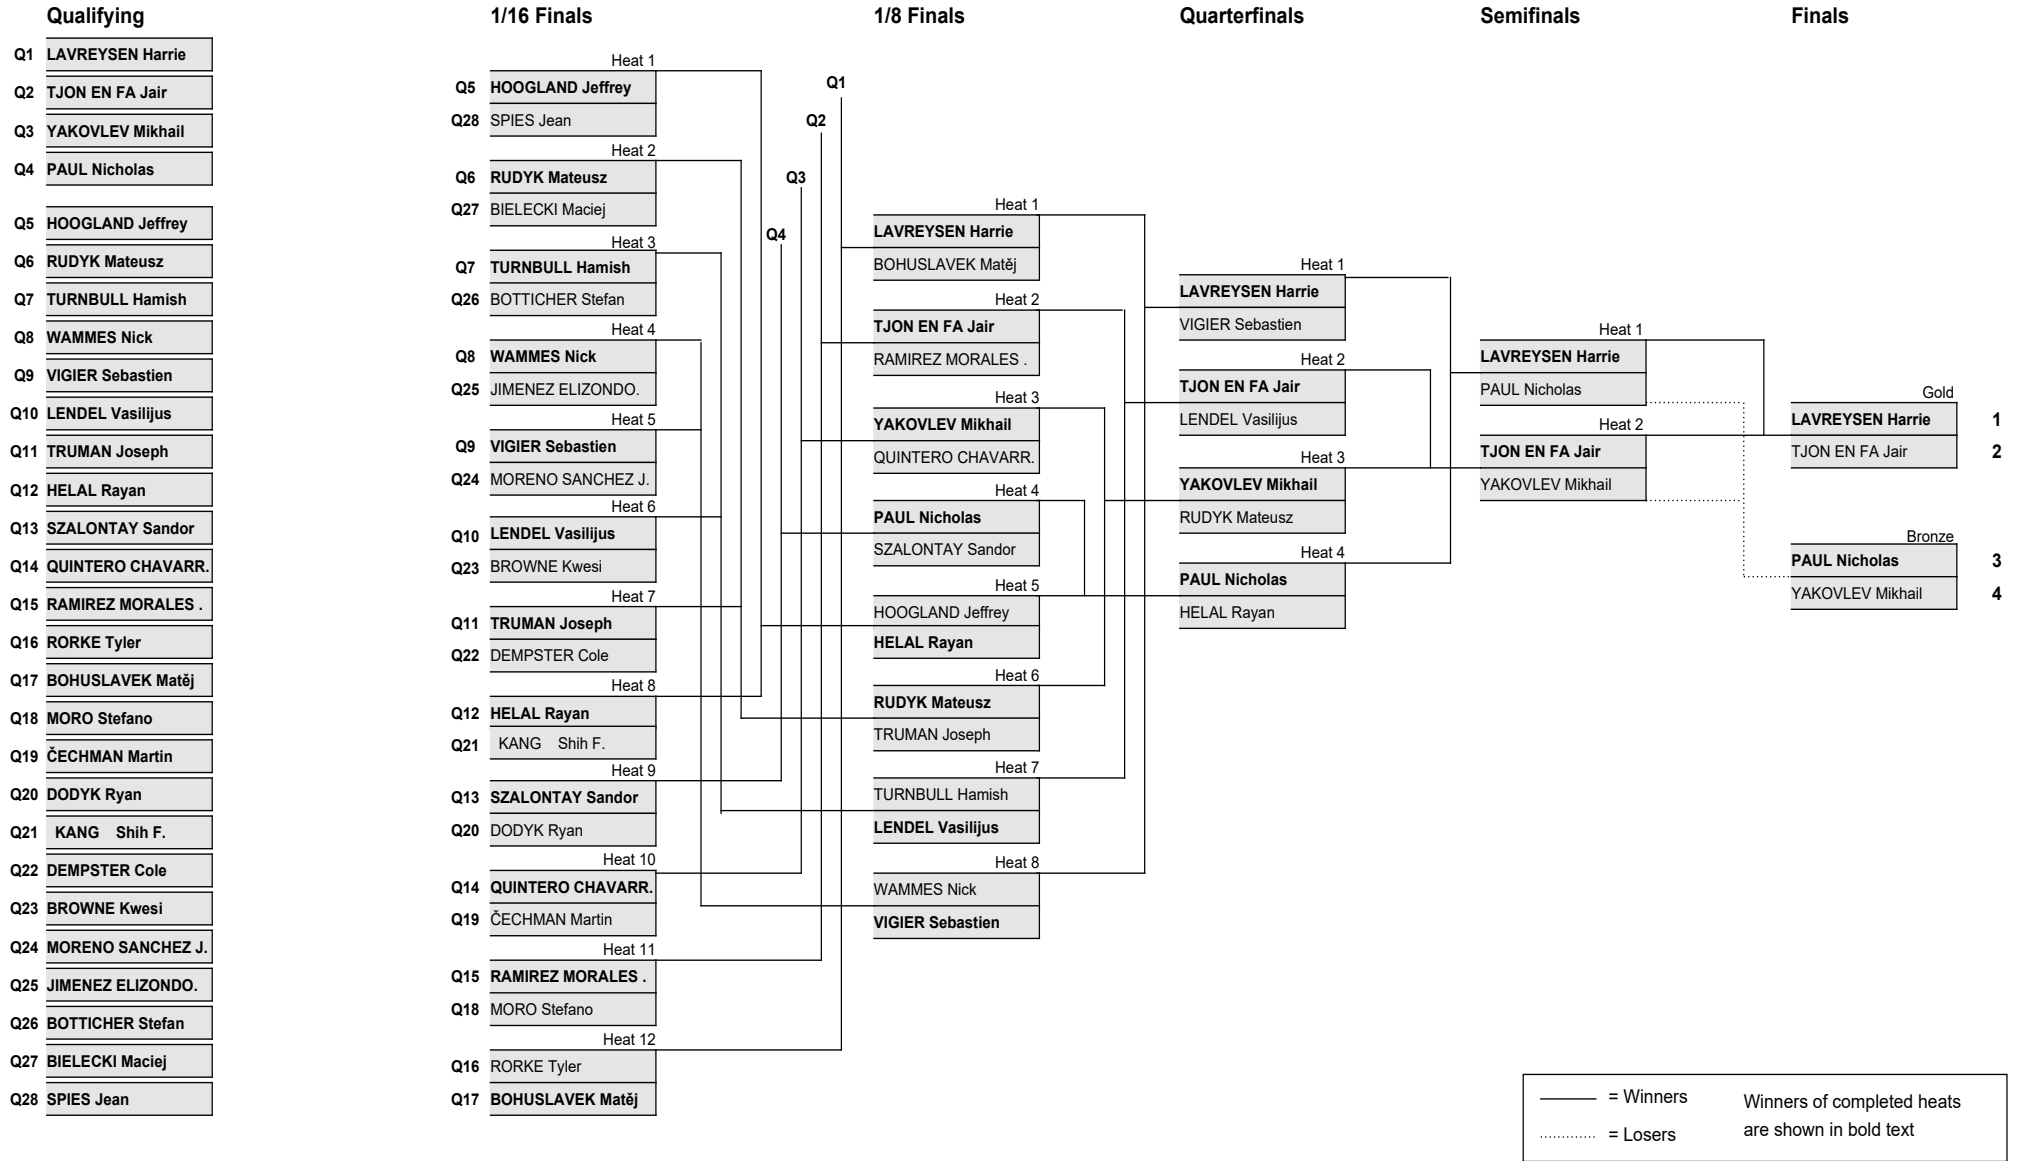 Qualifying
Q1 LAVREYSEN Harrie
Q2 TJON EN FA Jair
Q3 YAKOVLEV Mikhail
Q4 PAUL Nicholas
Q5 HOOGLAND Jeffrey
Q6 RUDYK Mateusz
Q7 TURNBULL Hamish
Q8 WAMMES Nick
Q9 VIGIER Sebastien
Q10 LENDEL Vasilijus
Q11 TRUMAN Joseph
Q12 HELAL Rayan
Q13 SZALONTAY Sandor
Q14 QUINTERO CHAVARR.
Q15 RAMIREZ MORALES .
Q16 RORKE Tyler
Q17 BOHUSLAVEK Matěj
Q18 MORO Stefano
Q19 ČECHMAN Martin
Q20 DODYK Ryan
Q21 KANG Shih F.
Q22 DEMPSTER Cole
Q23 BROWNE Kwesi
Q24 MORENO SANCHEZ J.
Q25 JIMENEZ ELIZONDO.
Q26 BOTTICHER Stefan
Q27 BIELECKI Maciej
Q28 SPIES Jean
1/16 Finals
Heat 1
Q5 HOOGLAND Jeffrey
Q28 SPIES Jean
Heat 2
Q6 RUDYK Mateusz
Q27 BIELECKI Maciej
Heat 3
Q7 TURNBULL Hamish
Q26 BOTTICHER Stefan
Heat 4
Q8 WAMMES Nick
Q25 JIMENEZ ELIZONDO.
Heat 5
Q9 VIGIER Sebastien
Q24 MORENO SANCHEZ J.
Heat 6
Q10 LENDEL Vasilijus
Q23 BROWNE Kwesi
Heat 7
Q11 TRUMAN Joseph
Q22 DEMPSTER Cole
Heat 8
Q12 HELAL Rayan
Q21 KANG Shih F.
Heat 9
Q13 SZALONTAY Sandor
Q20 DODYK Ryan
Heat 10
Q14 QUINTERO CHAVARR.
Q19 ČECHMAN Martin
Heat 11
Q15 RAMIREZ MORALES .
Q18 MORO Stefano
Heat 12
Q16 RORKE Tyler
Q17 BOHUSLAVEK Matěj
1/8 Finals
Q1
Q2
Q3
Q4
Heat 1
LAVREYSEN Harrie
BOHUSLAVEK Matěj
Heat 2
TJON EN FA Jair
RAMIREZ MORALES .
Heat 3
YAKOVLEV Mikhail
QUINTERO CHAVARR.
Heat 4
PAUL Nicholas
SZALONTAY Sandor
Heat 5
HOOGLAND Jeffrey
HELAL Rayan
Heat 6
RUDYK Mateusz
TRUMAN Joseph
Heat 7
TURNBULL Hamish
LENDEL Vasilijus
Heat 8
WAMMES Nick
VIGIER Sebastien
Quarterfinals
Heat 1
LAVREYSEN Harrie
VIGIER Sebastien
Heat 2
TJON EN FA Jair
LENDEL Vasilijus
Heat 3
YAKOVLEV Mikhail
RUDYK Mateusz
Heat 4
PAUL Nicholas
HELAL Rayan
Semifinals
Heat 1
LAVREYSEN Harrie
PAUL Nicholas
Heat 2
TJON EN FA Jair
YAKOVLEV Mikhail
Finals
Gold
LAVREYSEN Harrie 1
TJON EN FA Jair 2
Bronze
PAUL Nicholas 3
YAKOVLEV Mikhail 4
= Winners
= Losers
Winners of completed heats
are shown in bold text